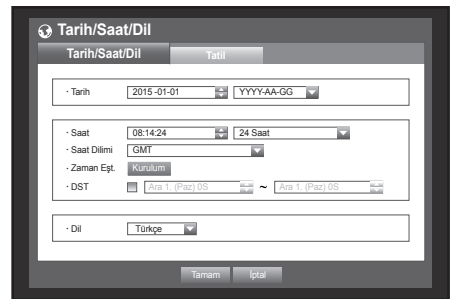 Tarih/Saat/Dil
Tarih/Saat/Dil Tatil
· Tarih 2015 -01-01 YYYY-AA-GG
· Saat 08:14:24 24 Saat
· Saat Dilimi GMT
· Zaman Eşt. Kurulum
· DST Ara 1. (Paz) 0S ~ Ara 1. (Paz) 0S
· Dil Türkçe
Tamam İptal